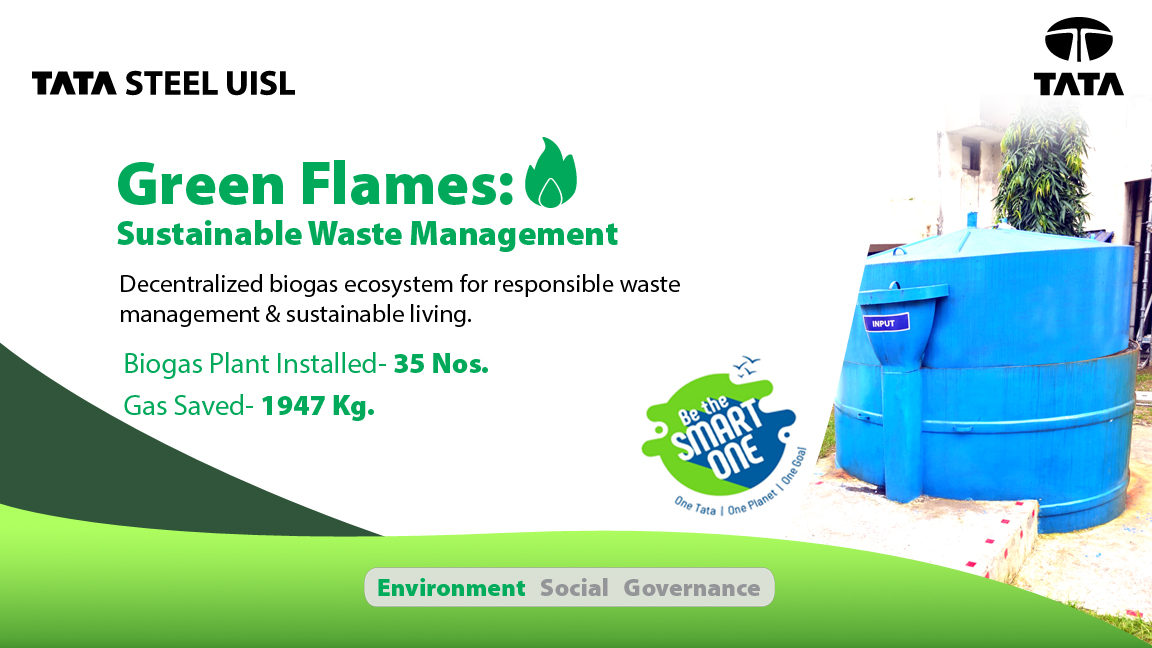 TATA STEEL UISL
TATA
Green Flames:
Sustainable Waste Management
Decentralized biogas ecosystem for responsible waste
management & sustainable living.
Biogas Plant Installed- 35 Nos.
Gas Saved- 1947 Kg.
INPUT
Be the
SMART
ONE
One Tata | One Planet | One Goal
Environment Social Governance